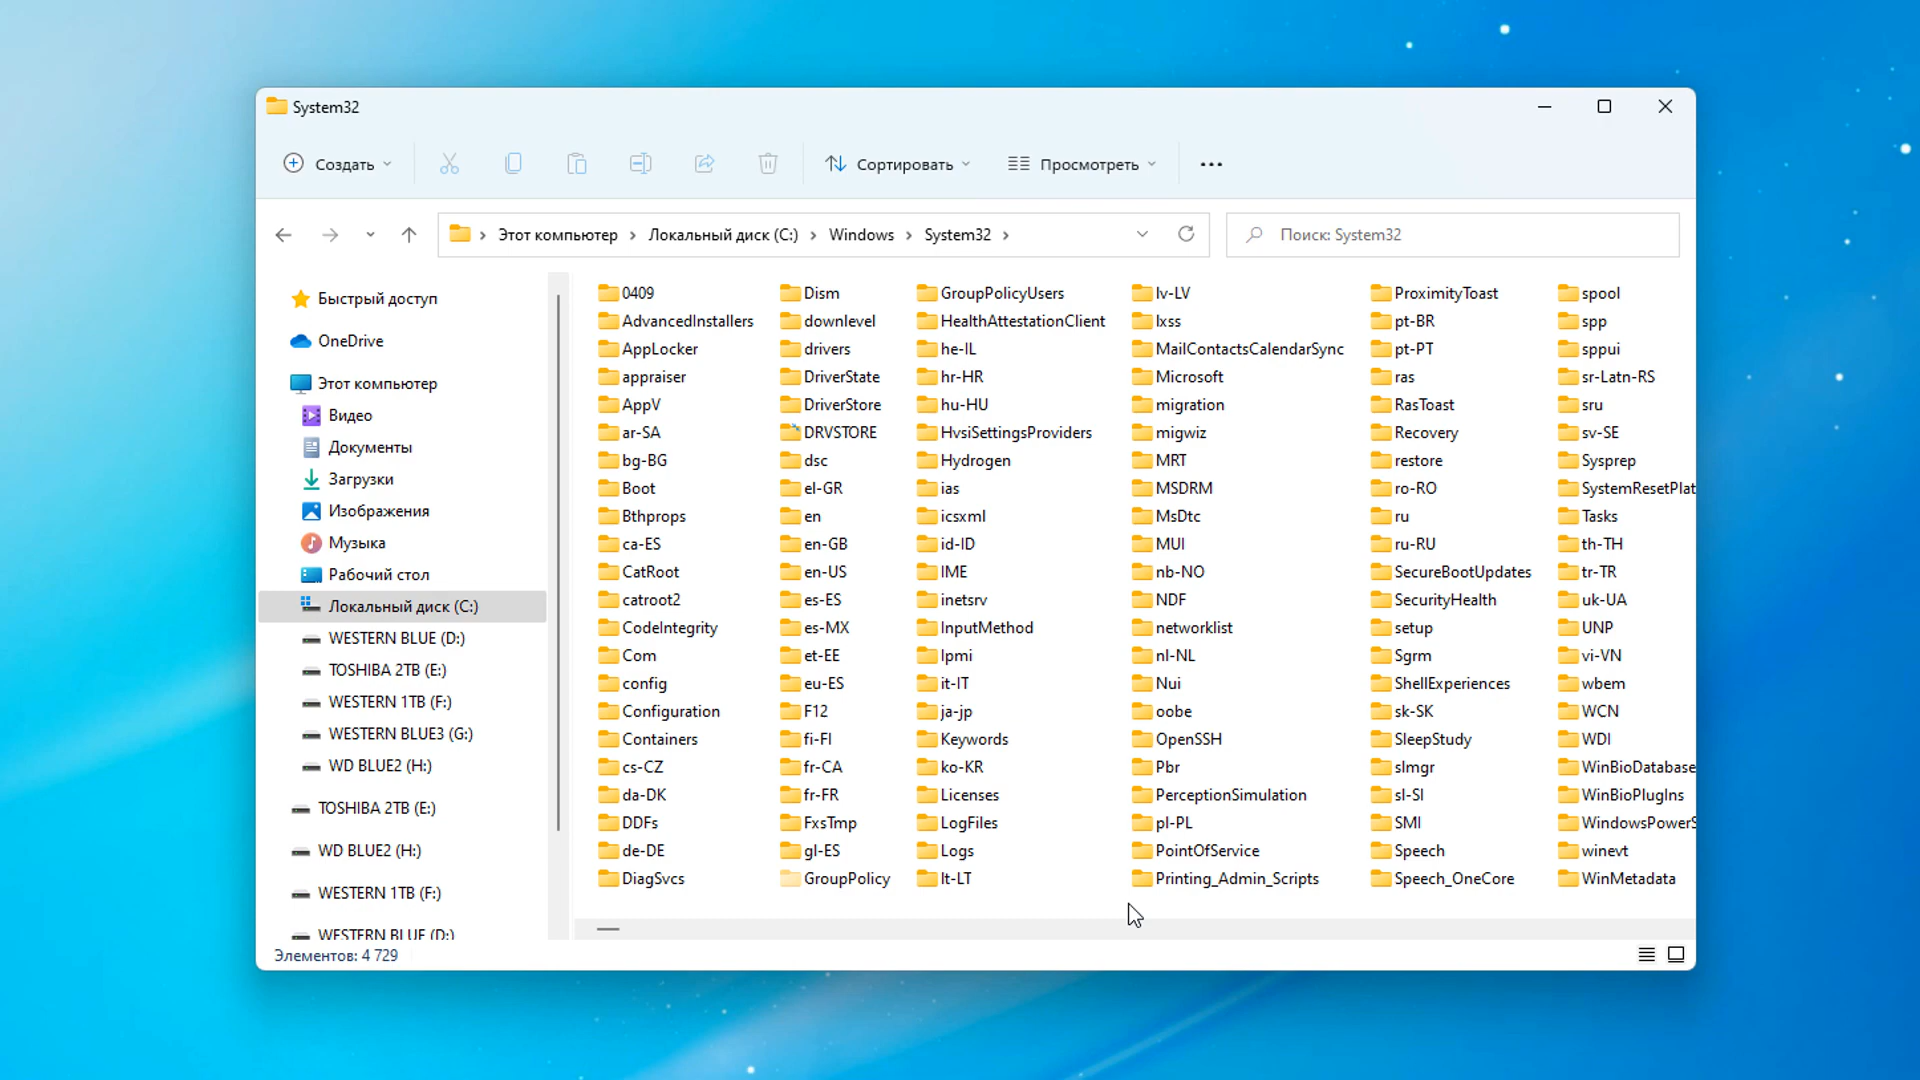 System32
Создать
Сортировать
Просмотреть
Этот компьютер
Локальный диск (C:)
Windows
System32
Поиск: System32
Быстрый доступ
OneDrive
Этот компьютер
Видео
Документы
Загрузки
Изображения
Музыка
Рабочий стол
Локальный диск (C:)
WESTERN BLUE (D:)
TOSHIBA 2TB (E:)
WESTERN 1TB (F:)
WESTERN BLUE3 (G:)
WD BLUE2 (H:)
TOSHIBA 2TB (E:)
WD BLUE2 (H:)
WESTERN 1TB (F:)
WESTERN BLUE (D:)
0409
AdvancedInstallers
AppLocker
appraiser
AppV
ar-SA
bg-BG
Boot
Bthprops
ca-ES
CatRoot
catroot2
CodeIntegrity
Com
config
Configuration
Containers
cs-CZ
da-DK
DDFs
de-DE
DiagSvcs
Dism
downlevel
drivers
DriverState
DriverStore
DRVSTORE
dsc
el-GR
en
en-GB
en-US
es-ES
es-MX
et-EE
eu-ES
F12
fi-FI
fr-CA
fr-FR
FxsTmp
gl-ES
GroupPolicy
GroupPolicyUsers
HealthAttestationClient
he-IL
hr-HR
hu-HU
HvsiSettingsProviders
Hydrogen
ias
icsxml
id-ID
IME
inetsrv
InputMethod
Ipmi
it-IT
ja-jp
Keywords
ko-KR
Licenses
LogFiles
Logs
lt-LT
lv-LV
lxss
MailContactsCalendarSync
Microsoft
migration
migwiz
MRT
MSDRM
MsDtc
MUI
nb-NO
NDF
networklist
nl-NL
Nui
oobe
OpenSSH
Pbr
PerceptionSimulation
pl-PL
PointOfService
Printing_Admin_Scripts
ProximityToast
pt-BR
pt-PT
ras
RasToast
Recovery
restore
ro-RO
ru
ru-RU
SecureBootUpdates
SecurityHealth
setup
Sgrm
ShellExperiences
sk-SK
SleepStudy
slmgr
sl-SI
SMI
Speech
Speech_OneCore
spool
spp
sppui
sr-Latn-RS
sru
sv-SE
Sysprep
SystemResetPlat
Tasks
th-TH
tr-TR
uk-UA
UNP
vi-VN
wbem
WCN
WDI
WinBioDatabase
WinBioPlugIns
WindowsPowerS
winevt
WinMetadata
Элементов: 4 729